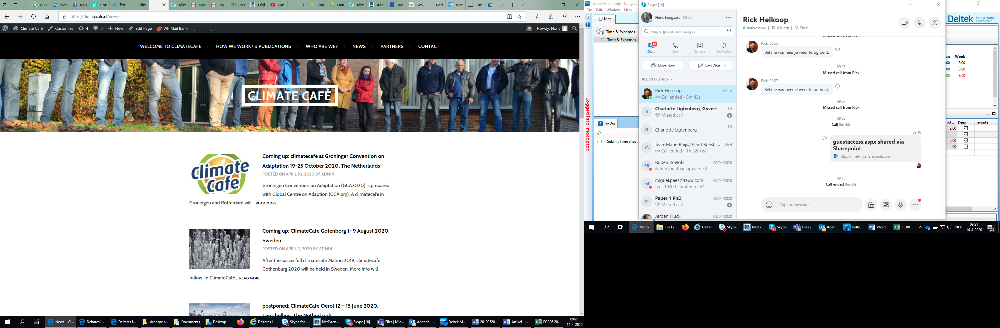 (9) V
Not
Kaja
Hor
flori
clim
Klim
Mar
Uw
Erke
Digi
Kan
HET
Wat
Den
Klim
Aan
Bev
Gov
Pod
Wat
Can
L
https://climatecafe.nl/news/
Climate Café
Customize
4
0
New
Edit Page
WP Mail Bank
Howdy, Floris
WELCOME TO CLIMATECAFÉ
HOW WE WORK? & PUBLICATIONS
WHO ARE WE?
NEWS
PARTNERS
CONTACT
CLIMATE CAFÉ
climate
cafe
Coming up: climatecafe at Groninger Convention on
Adaptation 19-23 October 2020, The Netherlands
POSTED ON APRIL 10, 2020 BY ADMIN
Groningen Convention on Adaptation (GCA2020) is prepared
with Global Centre on Adaption (GCA.org). A climatecafe in
Groningen and Rotterdam will... READ MORE
Coming up: ClimateCafe Gotenborg 1- 9 August 2020,
Sweden
POSTED ON APRIL 2, 2020 BY ADMIN
After the succesfull climatecafe Malmo 2019, climatecafe
Gothenburg 2020 will be held in Sweden. More info will
follow. In ClimateCafé... READ MORE
postponed: ClimateCafe Oerol 12 – 15 June 2020,
Terschelling, The Netherlands
News – Cl...
Deltares i...
Deltares i...
droogte r...
Documents
Desktop
Deltares i...
Skype for ...
NetExten...
Skype [18]
Files | Mic...
Agenda - ...
Deltek M...
20190520 ...
Artikel - ...
FCB86 20...
09:21
14-4-2020
Deltek Maconomy - boogaard
File Edit Window Help
Menu
Time & Expenses
Time & Expenses
To-Dos
Submit Time Sheet
Logged into: macoprod
Skype [18]
Floris Boogaard €0,00
People, groups & messages
18
Chats
Calls
Contacts
Notifications
Meet Now
New Chat
RECENT CHATS
Rick Heikoop 09:16
Call ended - 8m 43s
CL
Charlotte Ligtenberg, Govert ... Fri
Missed call 2
CL
Charlotte Ligtenberg Fri
JB
Jean-Marie Buijs, Allard Roest, ... Wed
Call ended - 1h 32m 6s
RR
Ruben Roelofs 06/04/2020
ik heb jonathan appje gest...
mi
miguel.paez@tauw.com 06/04/2020
tja... 1030 bijpraten toch?
P1
Paper 1 PhD 02/04/2020
Missed call 1
Jeroen Kluck 02/04/2020
Rick Heikoop
Active now | Gallery | Find
Missed call from Rick
Rick, 08:55
Bel me wanneer je weer terug bent.
09:07
Missed call from Rick
Rick, 09:07
Bel me wanneer je weer terug bent.
09:07
Missed call from Rick
09:08
Call 8m 43s
09:10
guestaccess.aspx shared via
Sharepoint
https://hrnl-my.sharepoint.com
09:16
Call ended 8m 43s
Type a message
Deltek Know more.
Do more.™
un Week
:00 8:00
:00 16:00
:00 -8:00
Tot... Keep Favorite
2:00
2:00
4:00
Micro...
File Ex...
Deltar...
Skype...
NetEx...
Skype...
Files | ...
Agen...
Delte...
Word
FCB8...
NLD
09:21
14-4-2020
22